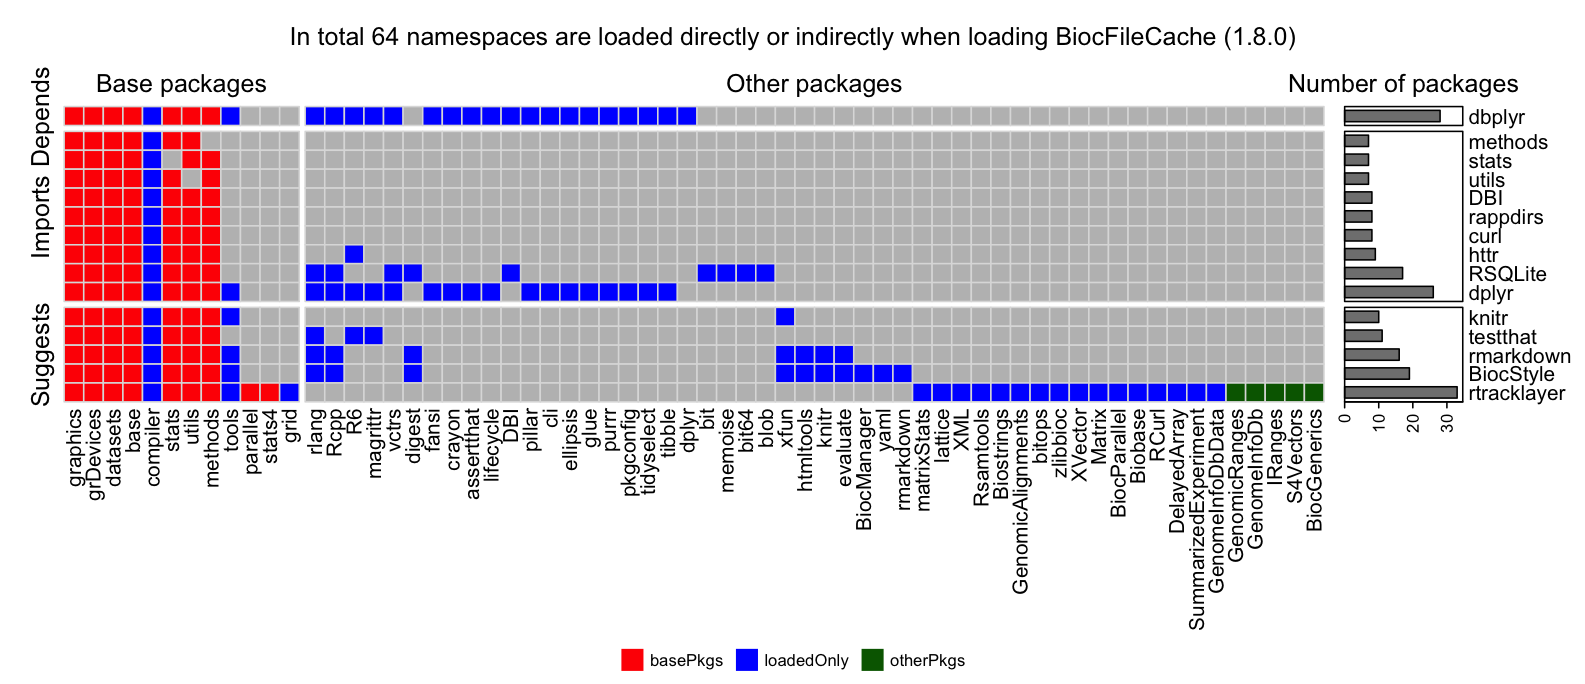 In total 64 namespaces are loaded directly or indirectly when loading BiocFileCache (1.8.0)
Base packages
Other packages
Number of packages
Depends
Imports
Suggests
dbplyr
methods
stats
utils
DBI
rappdirs
curl
httr
RSQLite
dplyr
knitr
testthat
rmarkdown
BiocStyle
rtracklayer
0
10
20
30
graphics
grDevices
datasets
base
compiler
stats
utils
methods
tools
parallel
stats4
grid
rlang
Rcpp
R6
magrittr
vctrs
digest
fansi
crayon
assertthat
lifecycle
DBI
pillar
cli
ellipsis
glue
purrr
pkgconfig
tidyselect
tibble
dplyr
bit
memoise
bit64
blob
xfun
htmltools
knitr
evaluate
BiocManager
yaml
rmarkdown
matrixStats
lattice
XML
Rsamtools
Biostrings
GenomicAlignments
bitops
zlibbioc
XVector
Matrix
BiocParallel
Biobase
RCurl
DelayedArray
SummarizedExperiment
GenomeInfoDbData
GenomicRanges
GenomeInfoDb
IRanges
S4Vectors
BiocGenerics
basePkgs
loadedOnly
otherPkgs